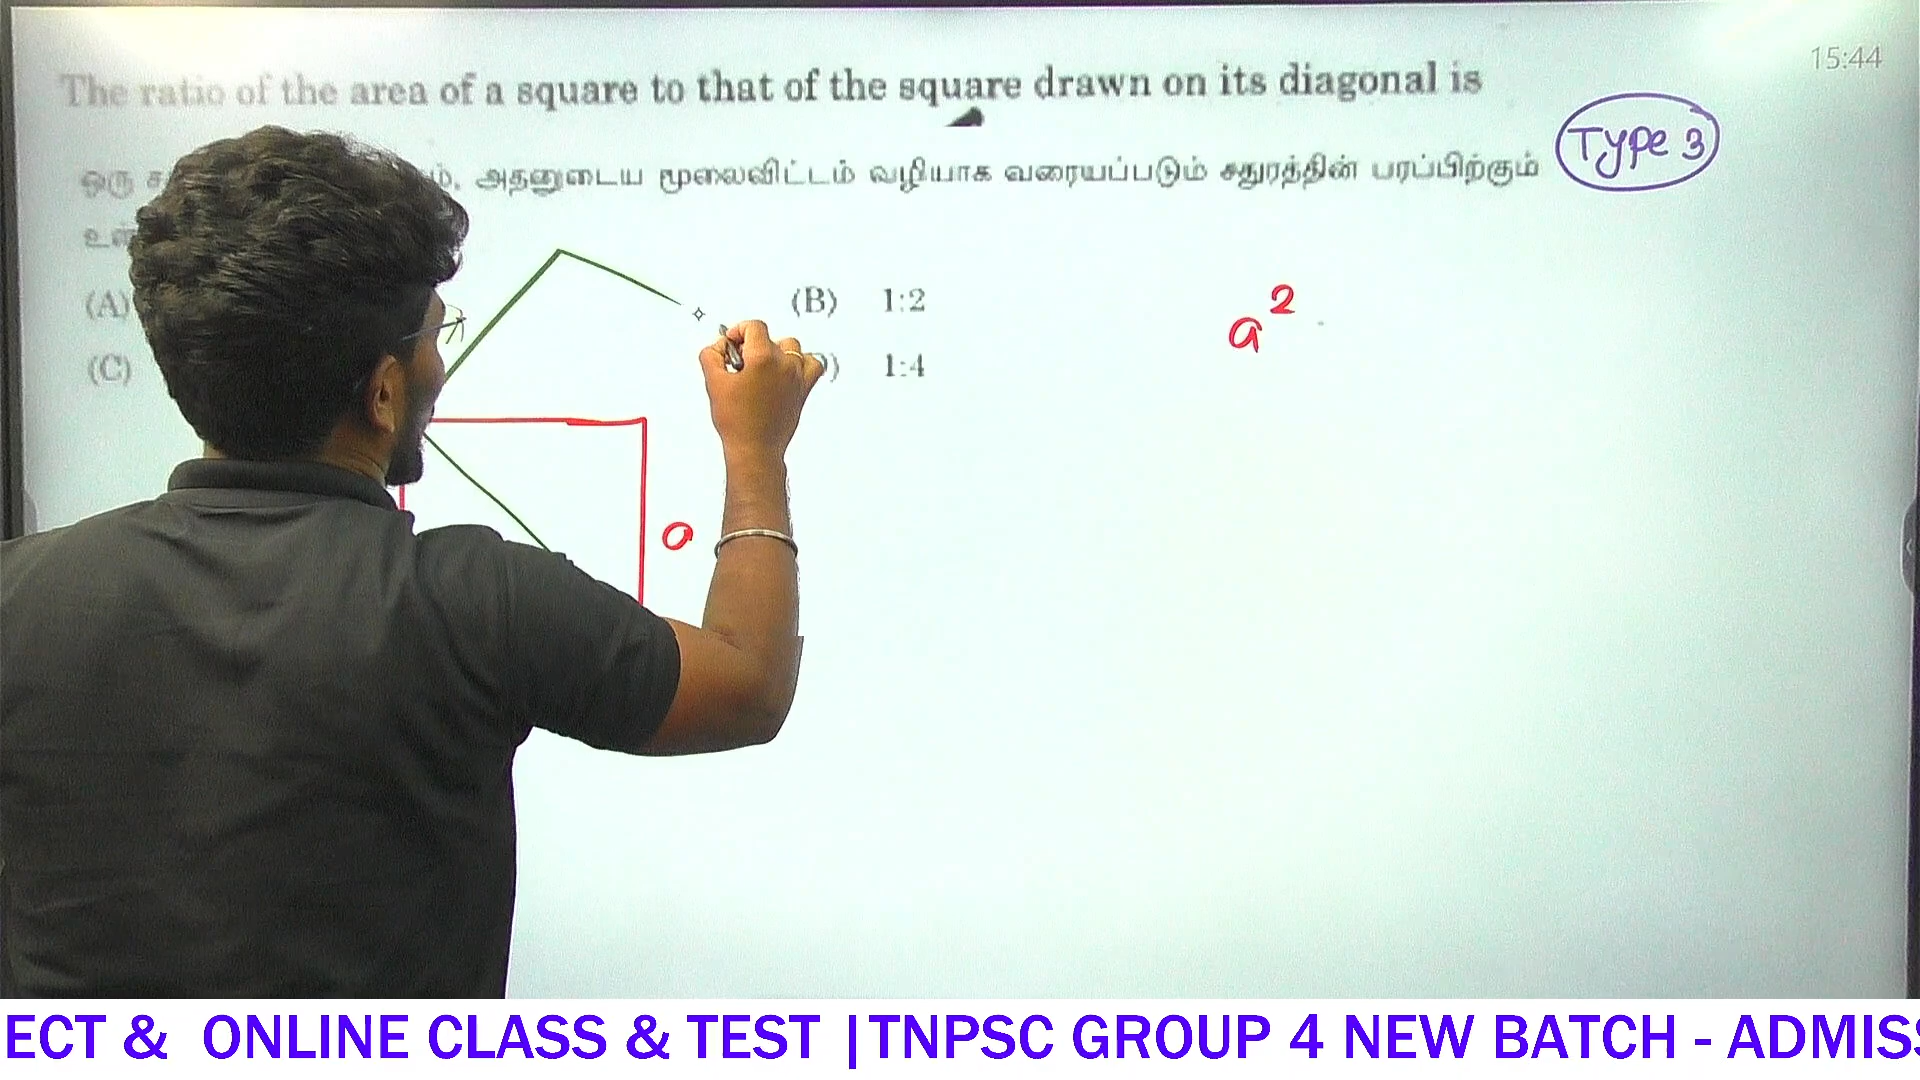 15:44
The ratio of the area of a square to that of the square drawn on its diagonal is
Type 3
ஒரு அதனுடைய மூலைவிட்டம் வழியாக வரையப்படும் சதுரத்தின் பரப்பிற்கும்
(A) (B) 1:2
(C) 1:4
a²
a
ECT & ONLINE CLASS & TEST | TNPSC GROUP 4 NEW BATCH - ADMISS